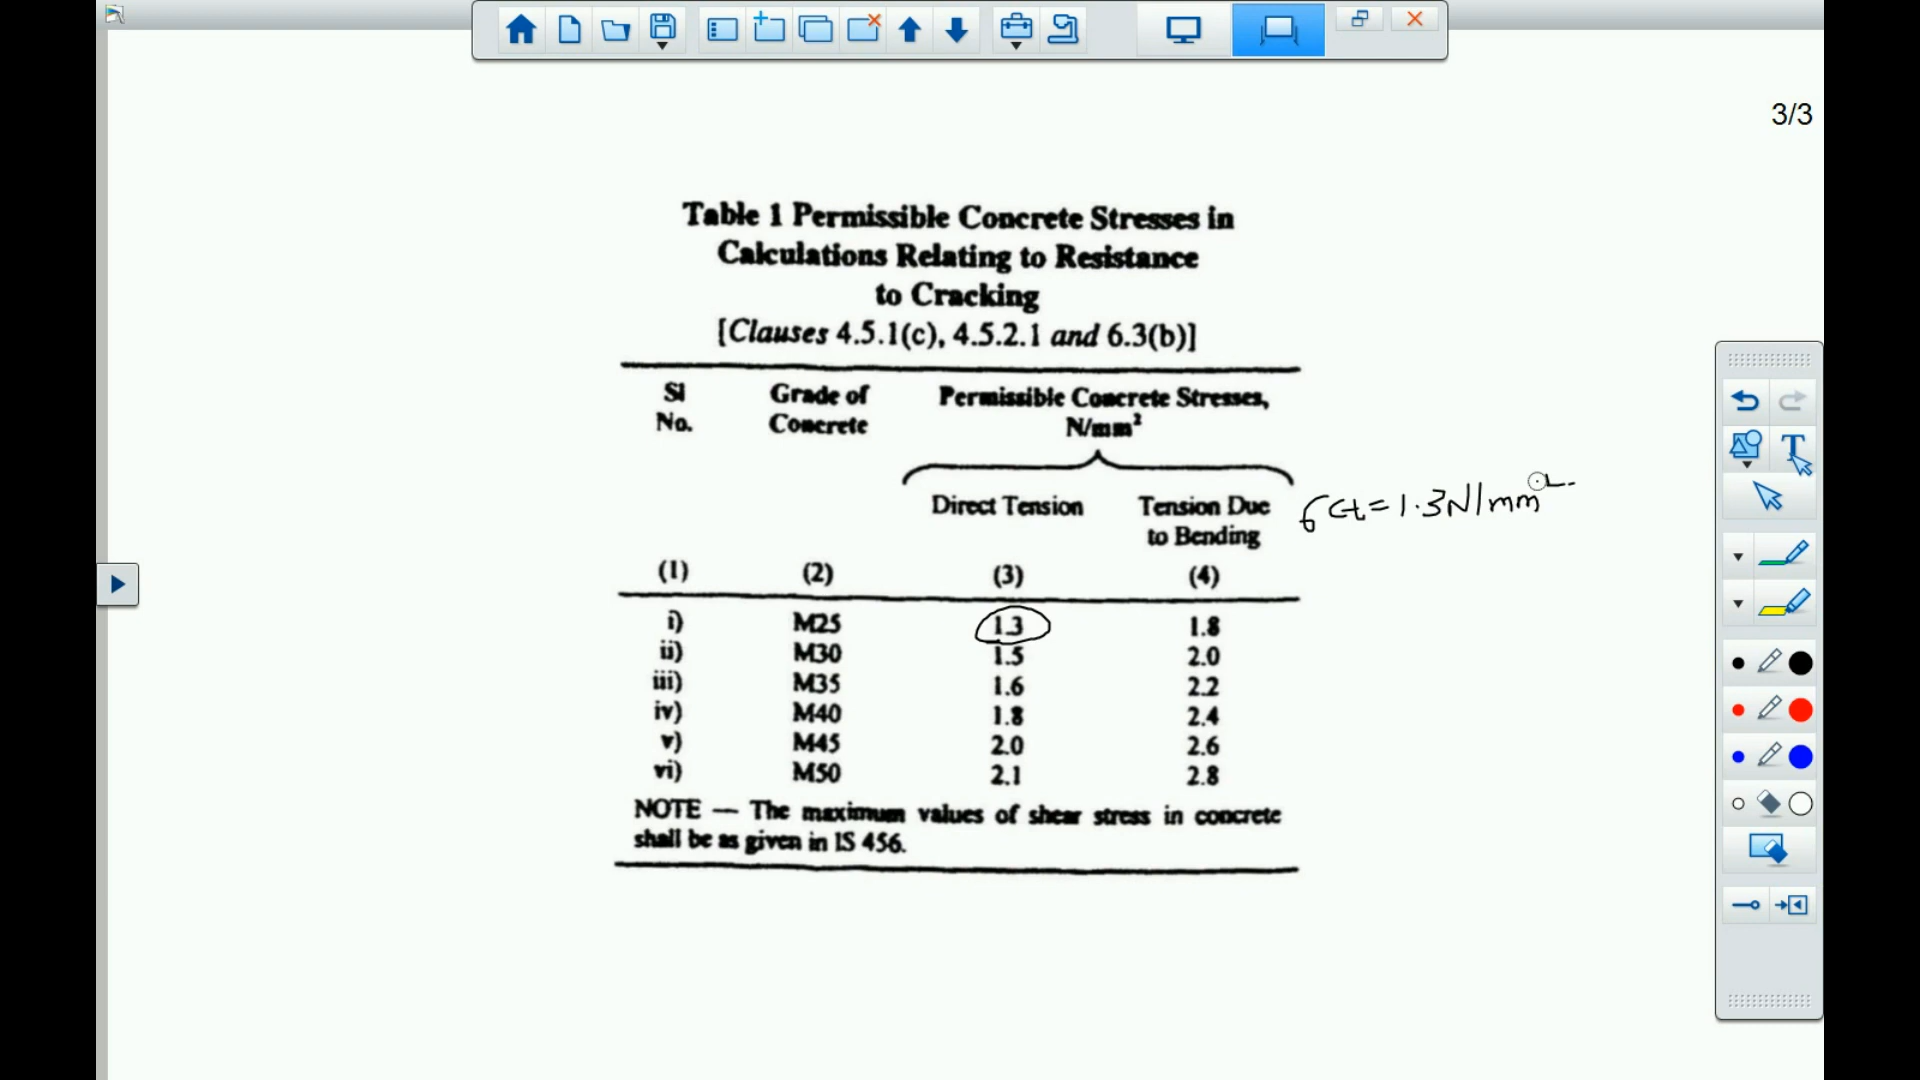 3/3
Table 1 Permissible Concrete Stresses in
Calculations Relating to Resistance
to Cracking
[Clauses 4.5.1(c), 4.5.2.1 and 6.3(b)]
Sl No. Grade of Concrete Permissible Concrete Stresses, N/mm²
Direct Tension Tension Due to Bending
σct = 1.3 N/mm²
(1) (2) (3) (4)
i) M25 1.3 1.8
ii) M30 1.5 2.0
iii) M35 1.6 2.2
iv) M40 1.8 2.4
v) M45 2.0 2.6
vi) M50 2.1 2.8
NOTE — The maximum values of shear stress in concrete
shall be as given in IS 456.